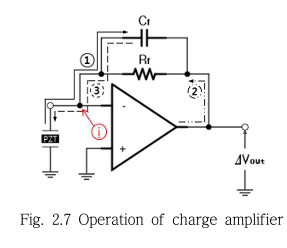 Cf
①
Rf
③
②
-
i
PZT
+
ΔVout
Fig. 2.7 Operation of charge amplifier